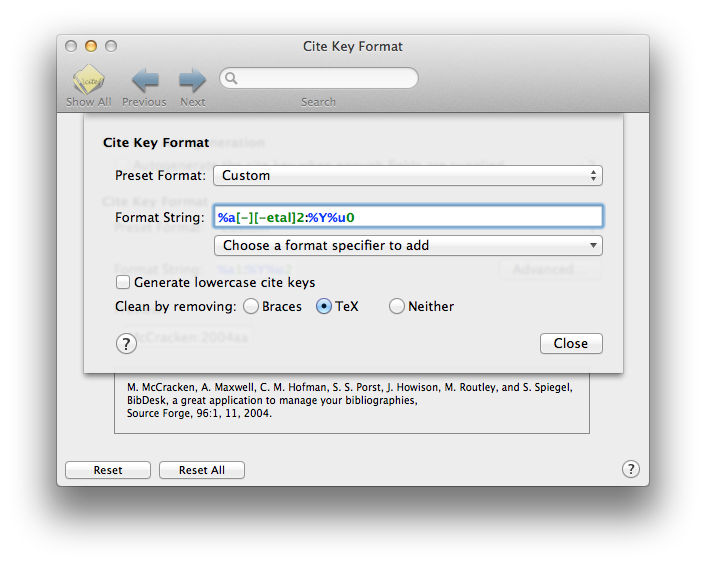 Cite Key Format
Show All Previous Next Search
Cite Key Format
Preset Format: Custom
Format String: %a[-][-etal]2:%Y%u0
Choose a format specifier to add
Generate lowercase cite keys
Clean by removing: Braces TeX Neither
? Close
M. McCracken, A. Maxwell, C. M. Hofman, S. S. Porst, J. Howison, M. Routley, and S. Spiegel,
BibDesk, a great application to manage your bibliographies,
Source Forge, 96:1, 11, 2004.
Reset Reset All ?